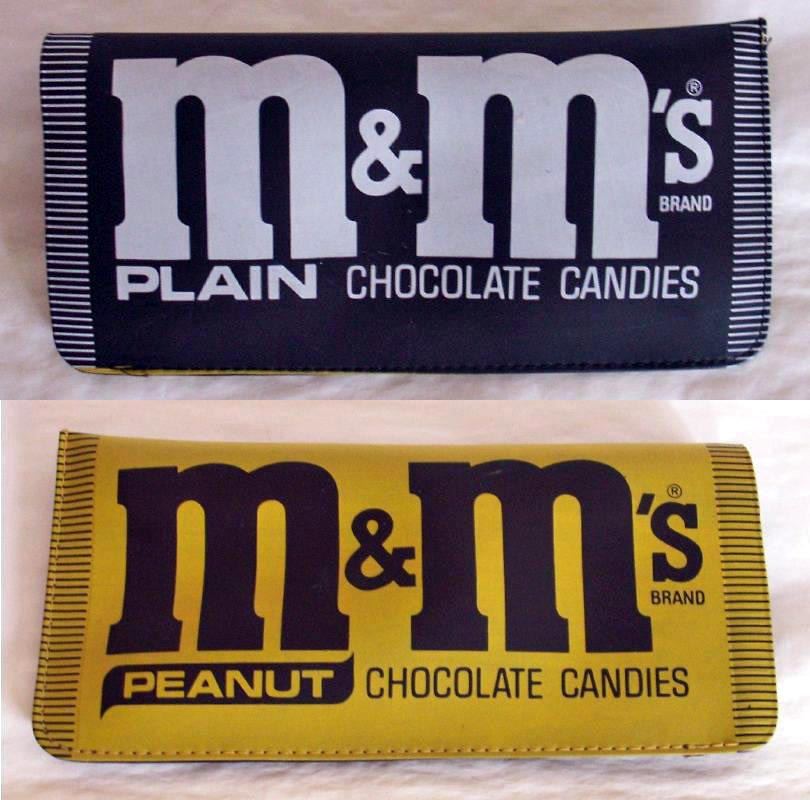 m&m's®
BRAND
PLAIN CHOCOLATE CANDIES
m&m's®
BRAND
PEANUT CHOCOLATE CANDIES